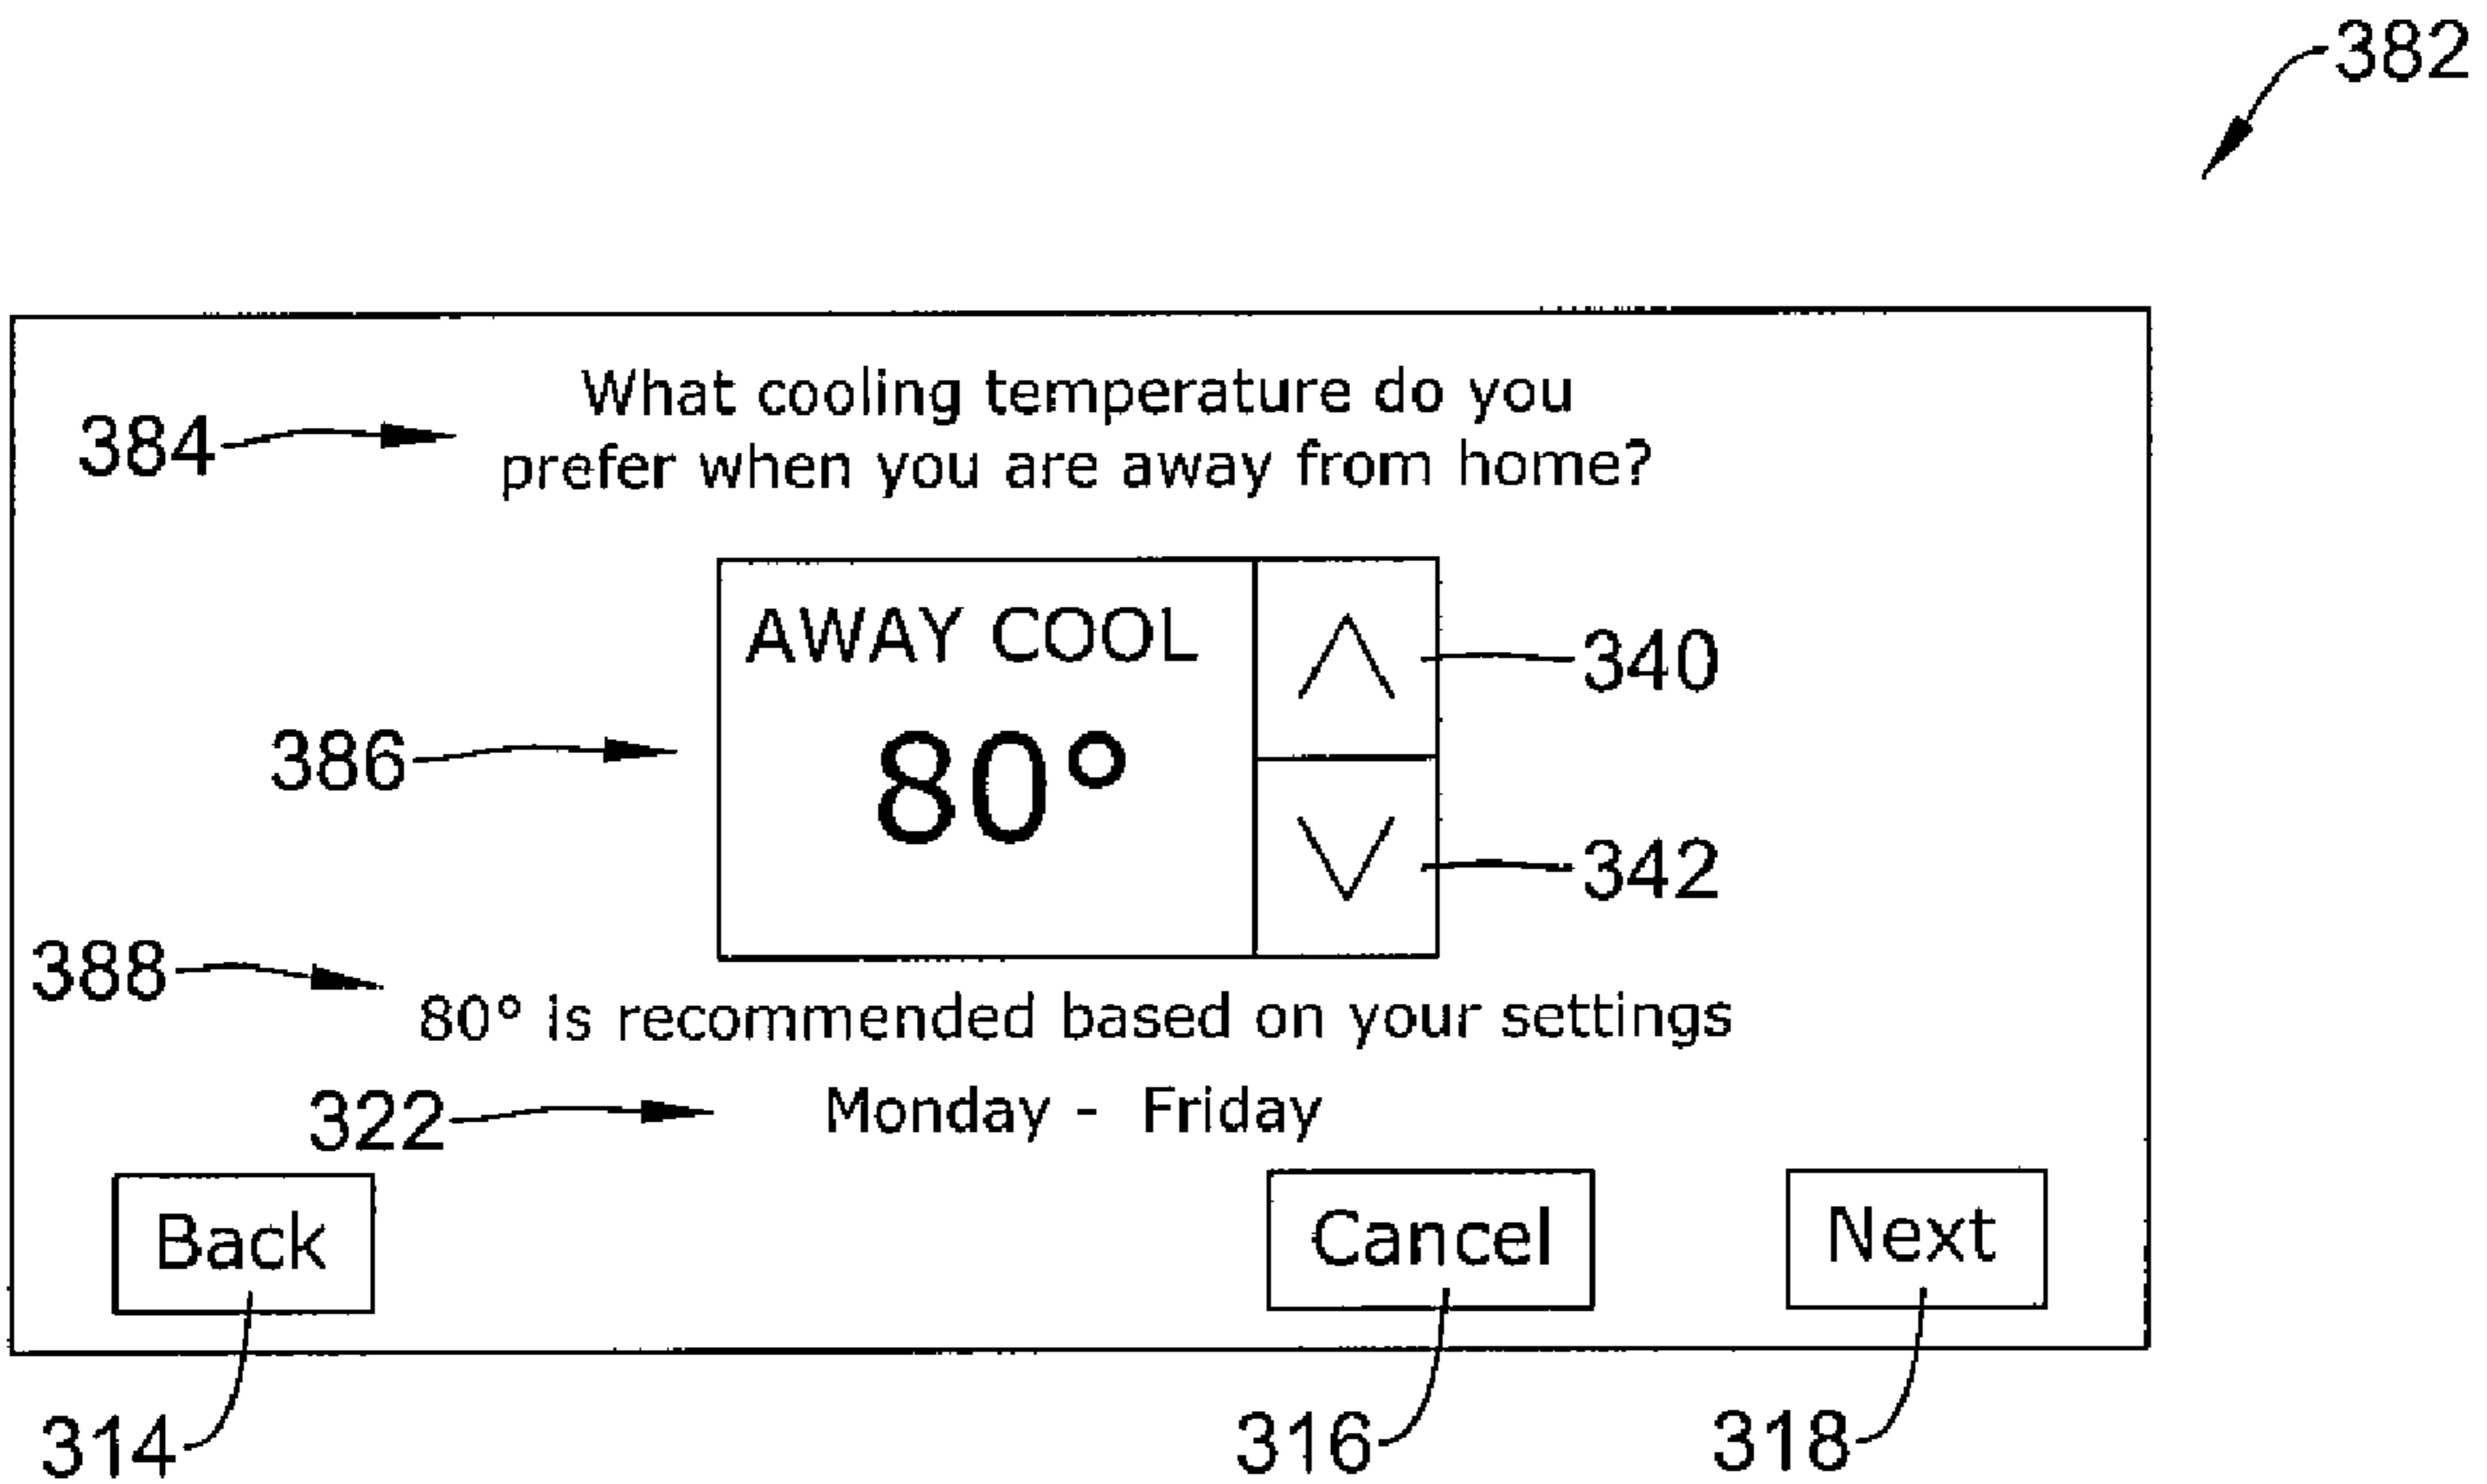 382
What cooling temperature do you
384
prefer when you are away from home?
AWAY COOL
340
386
80°
342
388
80° is recommended based on your settings
322
Monday - Friday
Back
Cancel
Next
314
316
318